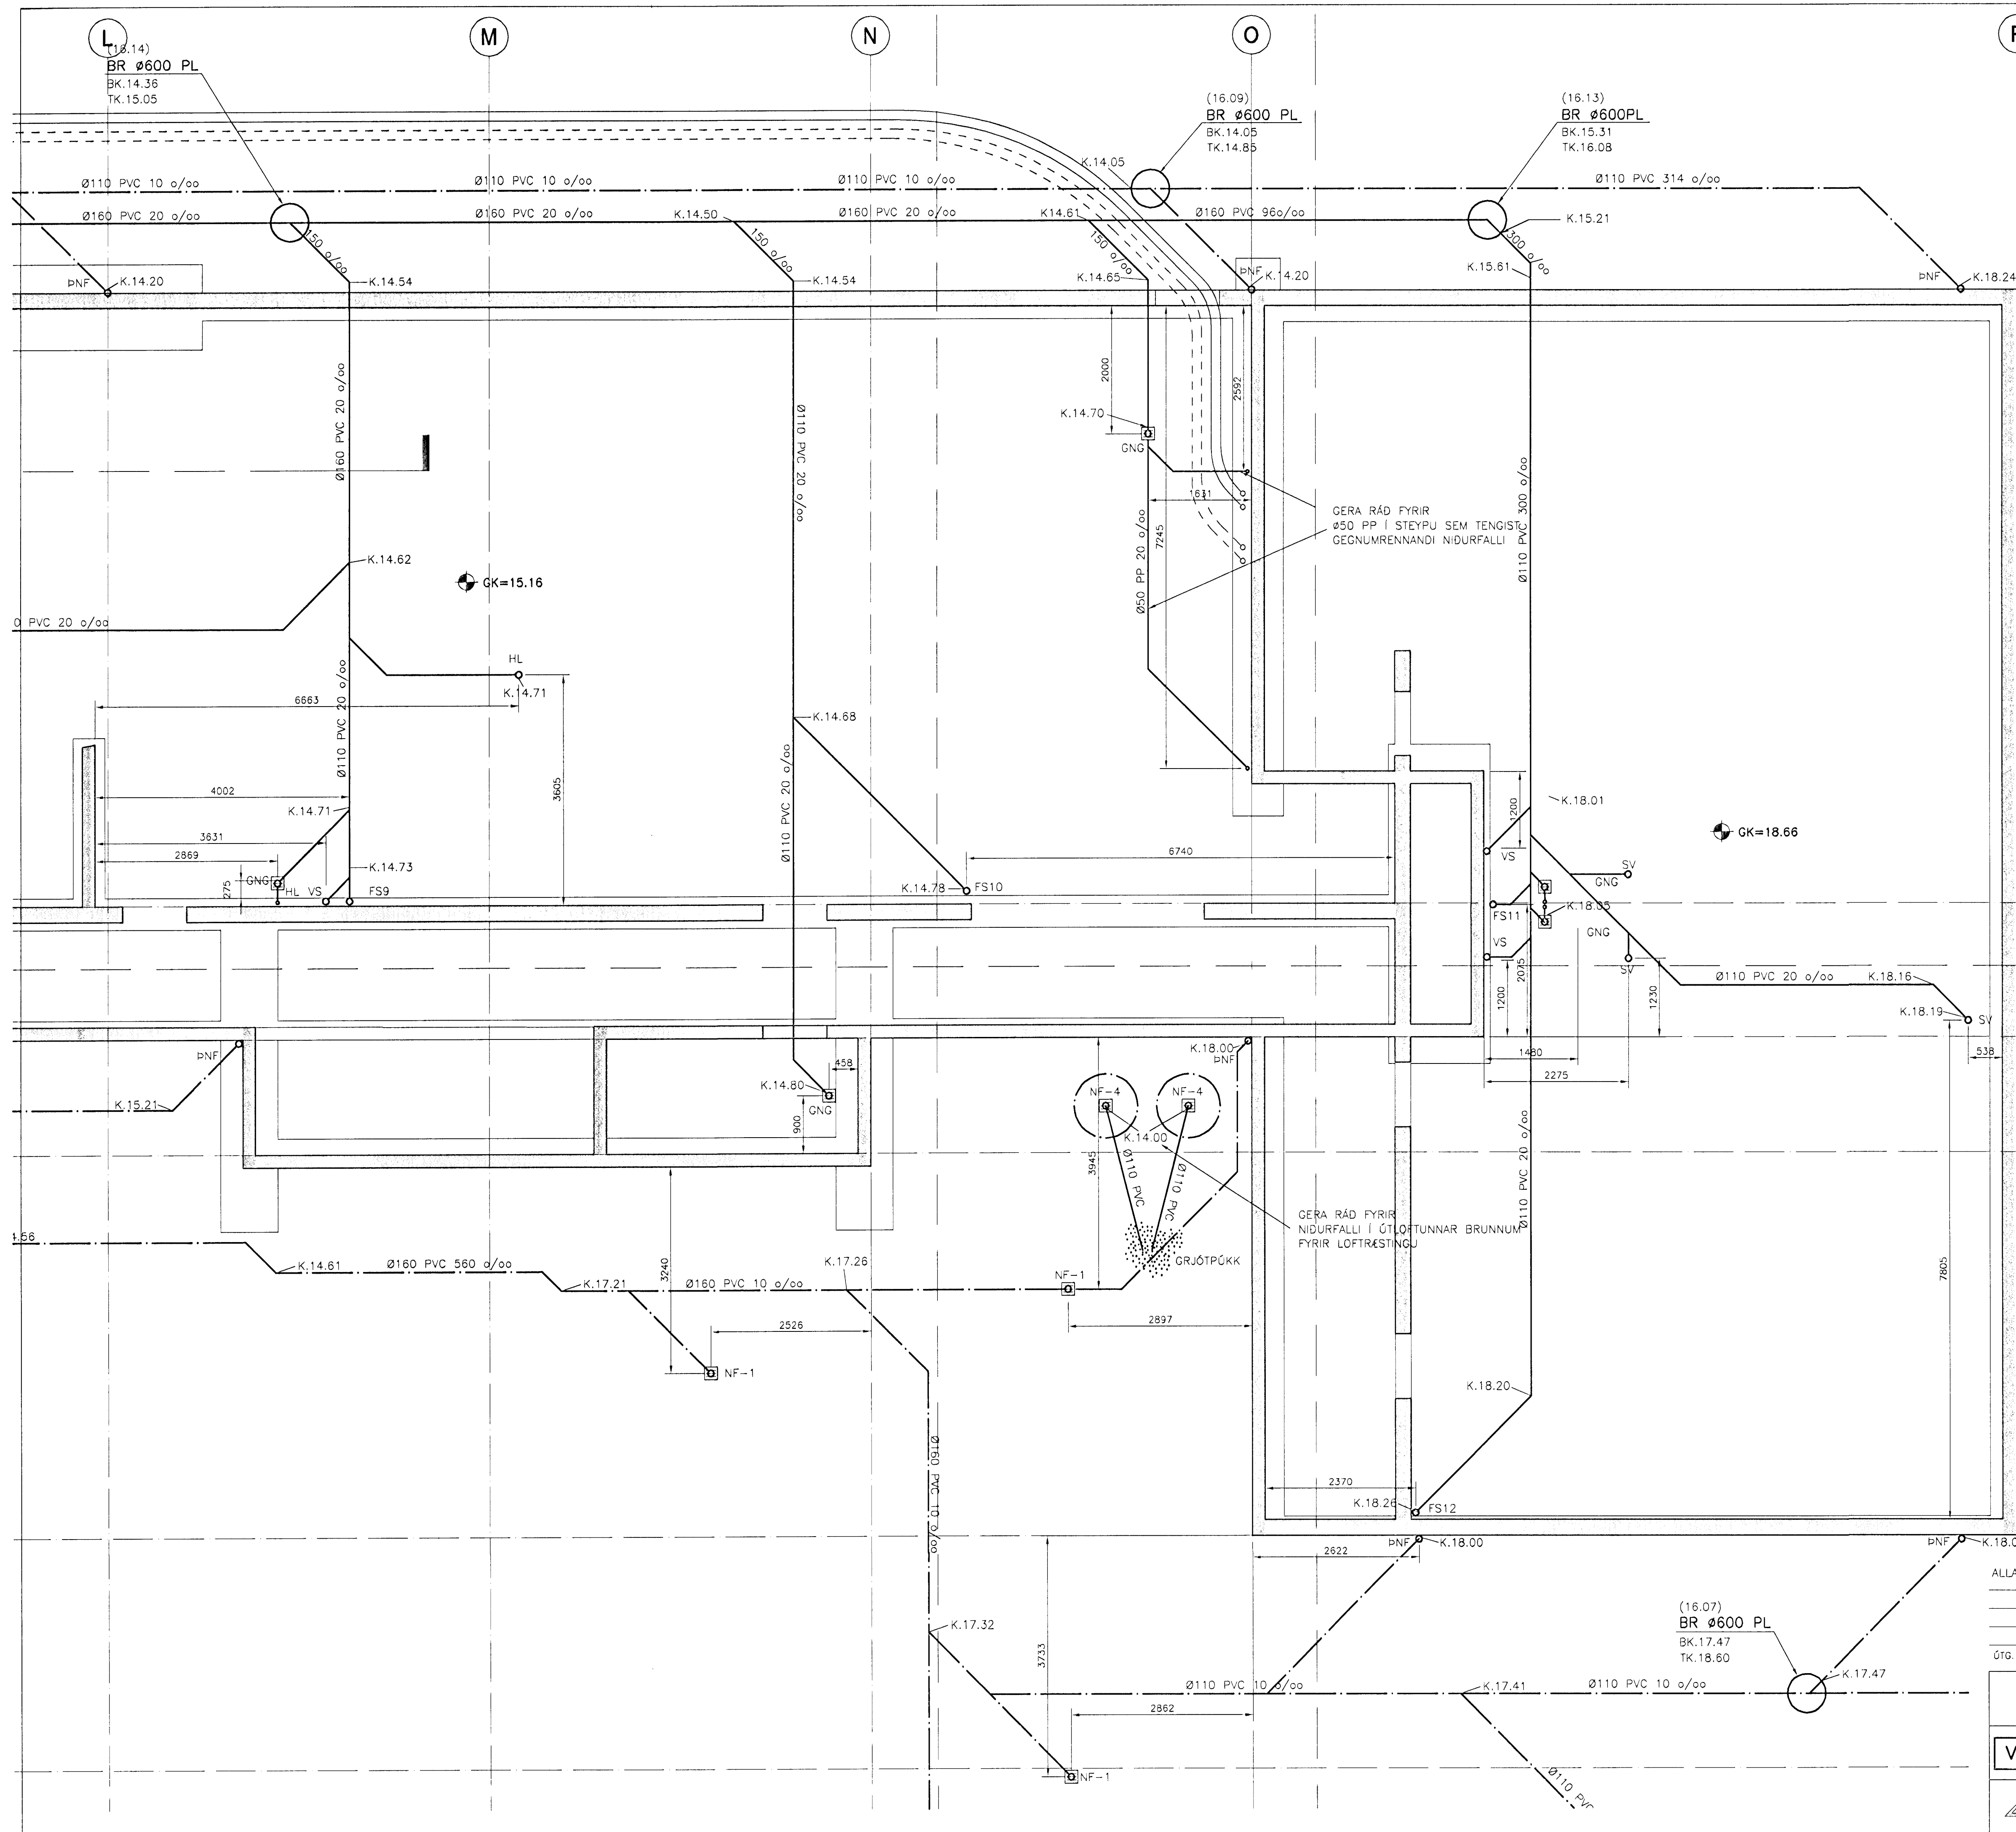 L
M
N
O
(16.14)
BR ø600 PL
BK.14.36
TK.15.05
(16.09)
BR ø600 PL
BK.14.05
TK.14.85
(16.13)
BR ø600PL
BK.15.31
TK.16.08
K.14.05
Ø110 PVC 10 o/oo
Ø110 PVC 10 o/oo
Ø110 PVC 10 o/oo
Ø110 PVC 314 o/oo
Ø160 PVC 20 o/oo
Ø160 PVC 20 o/oo
K.14.50
Ø160 PVC 20 o/oo
K14.61
Ø160 PVC 96o/oo
K.15.21
150 o/oo
150 o/oo
150 o/oo
300 o/oo
ÞNF
K.14.20
K.14.54
K.14.54
K.14.65
ÞNF
K.14.20
K.15.61
ÞNF
K.18.24
Ø160 PVC 20 o/oo
Ø110 PVC 20 o/oo
2000
2592
K.14.70
GNG
1631
7245
Ø50 PP 20 o/oo
Ø110 PVC 300 o/oo
GERA RÁÐ FYRIR
ø50 PP Í STEYPU SEM TENGIST
GEGNUMRENNANDI NIÐURFALLI
K.14.62
GK=15.16
0 PVC 20 o/oo
HL
K.14.71
6663
Ø110 PVC 20 o/oo
K.14.68
Ø110 PVC 20 o/oo
3605
4002
K.14.71
3631
2869
K.14.73
275
GNG
HL
VS
FS9
6740
K.14.78
FS10
1200
K.18.01
GK=18.66
VS
SV
GNG
FS11
K.18.05
GNG
VS
SV
2075
1200
1230
Ø110 PVC 20 o/oo
K.18.16
K.18.19
SV
538
1480
2275
ÞNF
K.15.21
458
K.14.80
GNG
900
K.18.00
ÞNF
NF-4
NF-4
K.14.00
3945
Ø110 PVC
Ø110 PVC
Ø110 PVC 20 o/oo
GERA RÁÐ FYRIR
NIÐURFALLI Í ÚTLOFTUNNAR BRUNNUM
FYRIR LOFTRÆSTINGU
GRJÓTPÚKK
4.56
K.14.61
Ø160 PVC 560 o/oo
K.17.21
3240
Ø160 PVC 10 o/oo
K.17.26
NF-1
2897
2526
NF-1
7805
K.18.20
Ø160 PVC 10 o/oo
2370
K.18.26
FS12
ÞNF
K.18.00
2622
ÞNF
K.18.0
ALLA
(16.07)
BR ø600 PL
BK.17.47
TK.18.60
K.17.32
3733
ÚTG.
K.17.47
Ø110 PVC 10 o/oo
K.17.41
Ø110 PVC 10 o/oo
2862
NF-1
Ø110 PVC
V